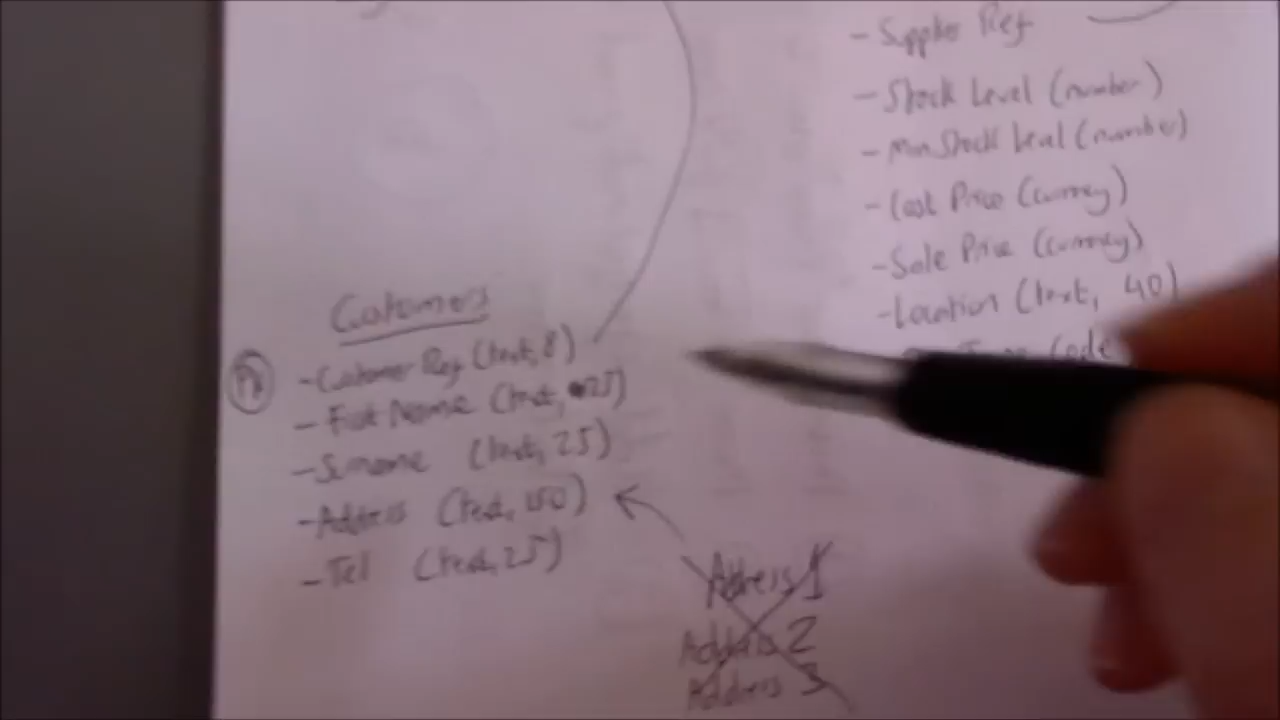 - Supplier Ref
- Stock Level (number)
- Min Stock Level (number)
- Cost Price (currency)
- Sale Price (currency)
- Location (text, 40)
Code
Customers
PK
- Customer Ref (text, 8)
- First Name (text, 25)
- Surname (text, 25)
- Address (text, 150)
- Tel (text, 25)
Address 1
Address 2
Address 3